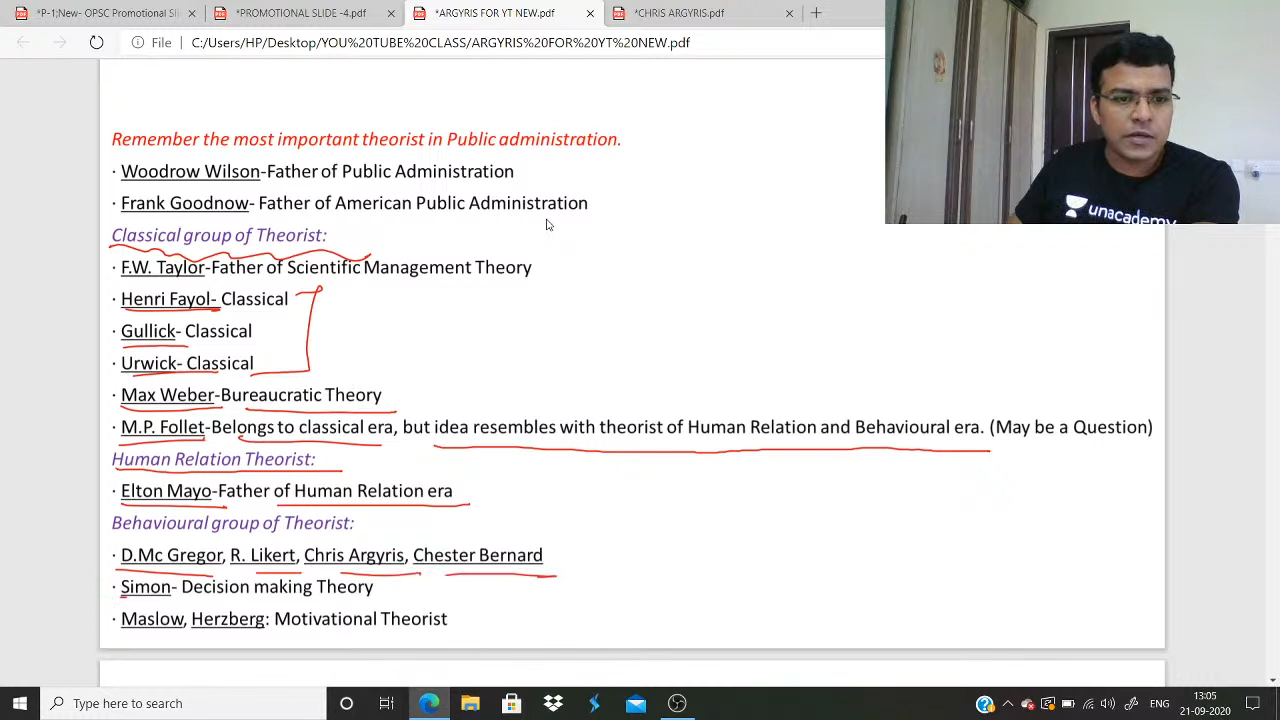 *P-1;New- OPSC Promotional Sl
*PROMOTIONAL SLIDE -4.pdf
*ARGYRIS FOR YT NEW.pdf
*CHRIS ARGYRIS.pdf
File C:/Users/HP/Desktop/YOU%20TUBE%20CLASS/ARGYRIS%20FOR%20YT%20NEW.pdf
unacademy
Remember the most important theorist in Public administration.
· Woodrow Wilson-Father of Public Administration
· Frank Goodnow- Father of American Public Administration
Classical group of Theorist:
· F.W. Taylor-Father of Scientific Management Theory
· Henri Fayol- Classical
· Gullick- Classical
· Urwick- Classical
· Max Weber-Bureaucratic Theory
· M.P. Follet-Belongs to classical era, but idea resembles with theorist of Human Relation and Behavioural era. (May be a Question)
Human Relation Theorist:
· Elton Mayo-Father of Human Relation era
Behavioural group of Theorist:
· D.Mc Gregor, R. Likert, Chris Argyris, Chester Bernard
· Simon- Decision making Theory
· Maslow, Herzberg: Motivational Theorist
Type here to search
ENG
13:05
21-09-2020